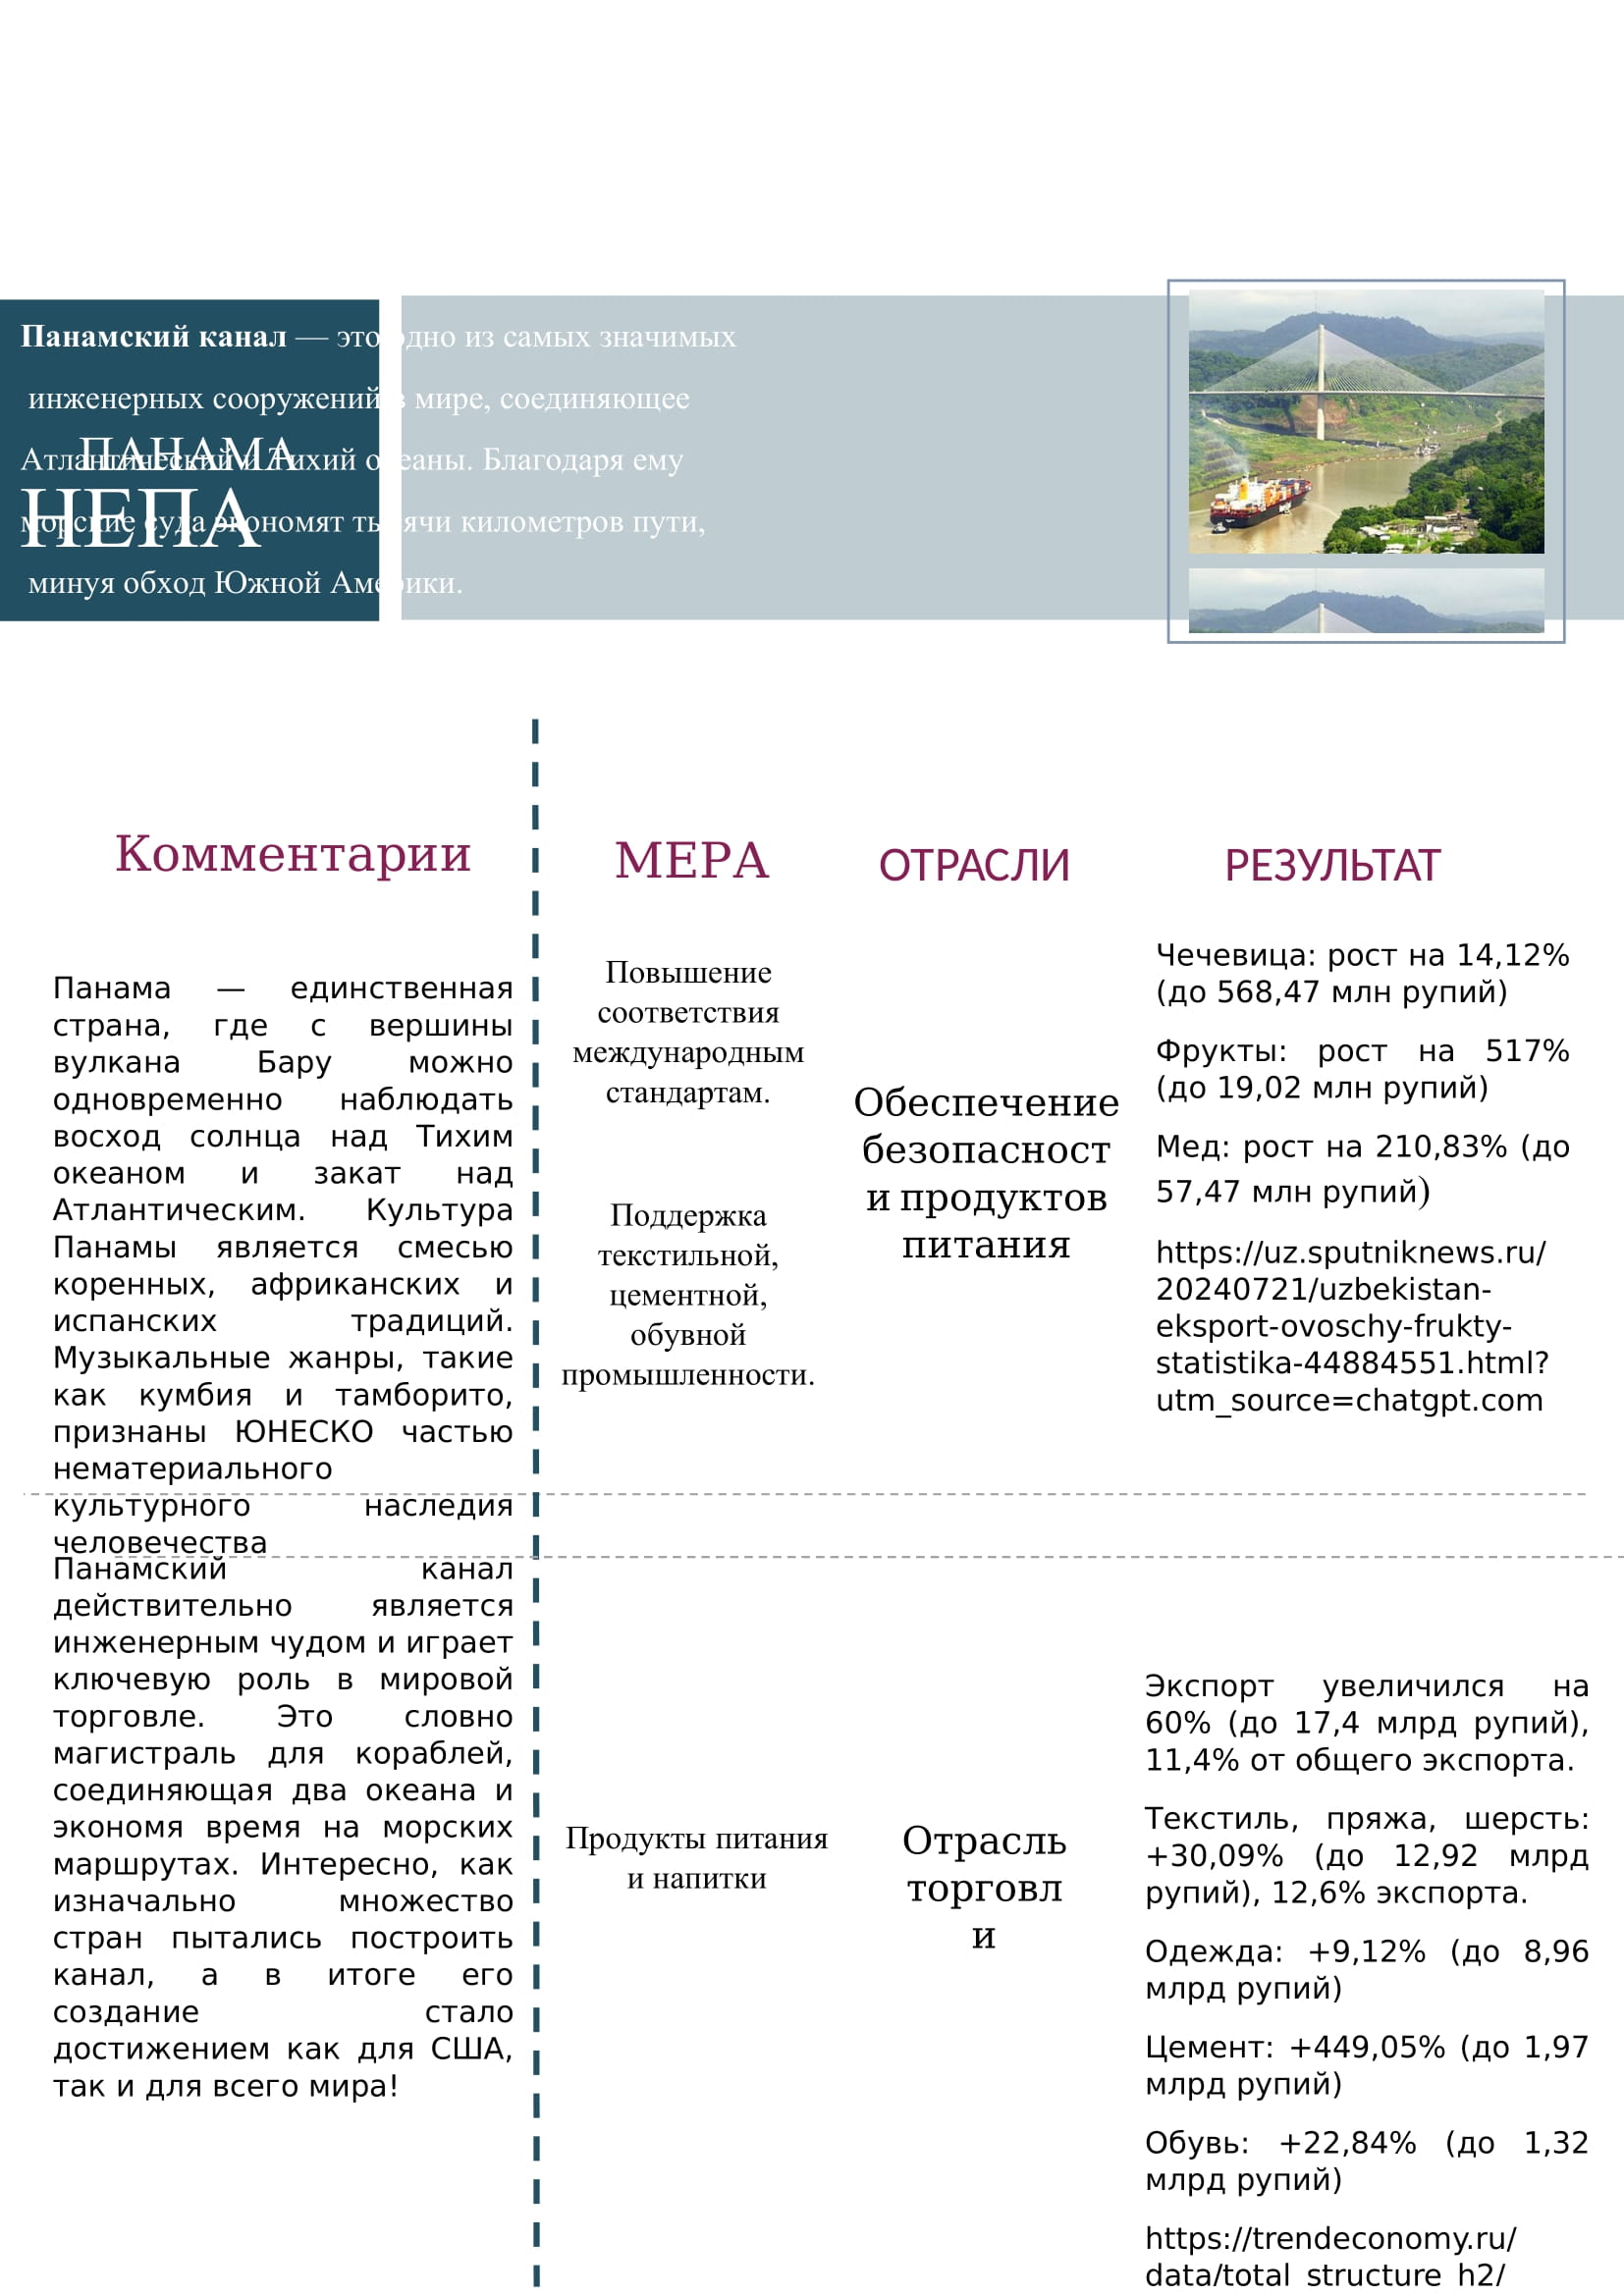 Панамский канал — это одно из самых значимых
инженерных сооружений в мире, соединяющее
ПАНАМА
Атлантический и Тихий океаны. Благодаря ему
НЕПА
морские суда экономят тысячи километров пути,
минуя обход Южной Америки.
Комментарии
Панама — единственная
страна, где с вершины
вулкана Бару можно
одновременно наблюдать
восход солнца над Тихим
океаном и закат над
Атлантическим. Культура
Панамы является смесью
коренных, африканских и
испанских традиций.
Музыкальные жанры, такие
как кумбия и тамборито,
признаны ЮНЕСКО частью
нематериального
культурного наследия
человечества
Панамский канал
действительно является
инженерным чудом и играет
ключевую роль в мировой
торговле. Это словно
магистраль для кораблей,
соединяющая два океана и
экономя время на морских
маршрутах. Интересно, как
изначально множество
стран пытались построить
канал, а в итоге его
создание стало
достижением как для США,
так и для всего мира!
МЕРА
Повышение
соответствия
международным
стандартам.
Поддержка
текстильной,
цементной,
обувной
промышленности.
Продукты питания
и напитки
ОТРАСЛИ
Обеспечение
безопасност
и продуктов
питания
Отрасль
торговл
и
РЕЗУЛЬТАТ
Чечевица: рост на 14,12%
(до 568,47 млн рупий)
Фрукты: рост на 517%
(до 19,02 млн рупий)
Мед: рост на 210,83% (до
57,47 млн рупий)
https://uz.sputniknews.ru/
20240721/uzbekistan-
eksport-ovoschy-frukty-
statistika-44884551.html?
utm_source=chatgpt.com
Экспорт увеличился на
60% (до 17,4 млрд рупий),
11,4% от общего экспорта.
Текстиль, пряжа, шерсть:
+30,09% (до 12,92 млрд
рупий), 12,6% экспорта.
Одежда: +9,12% (до 8,96
млрд рупий)
Цемент: +449,05% (до 1,97
млрд рупий)
Обувь: +22,84% (до 1,32
млрд рупий)
https://trendeconomy.ru/
data/total_structure_h2/